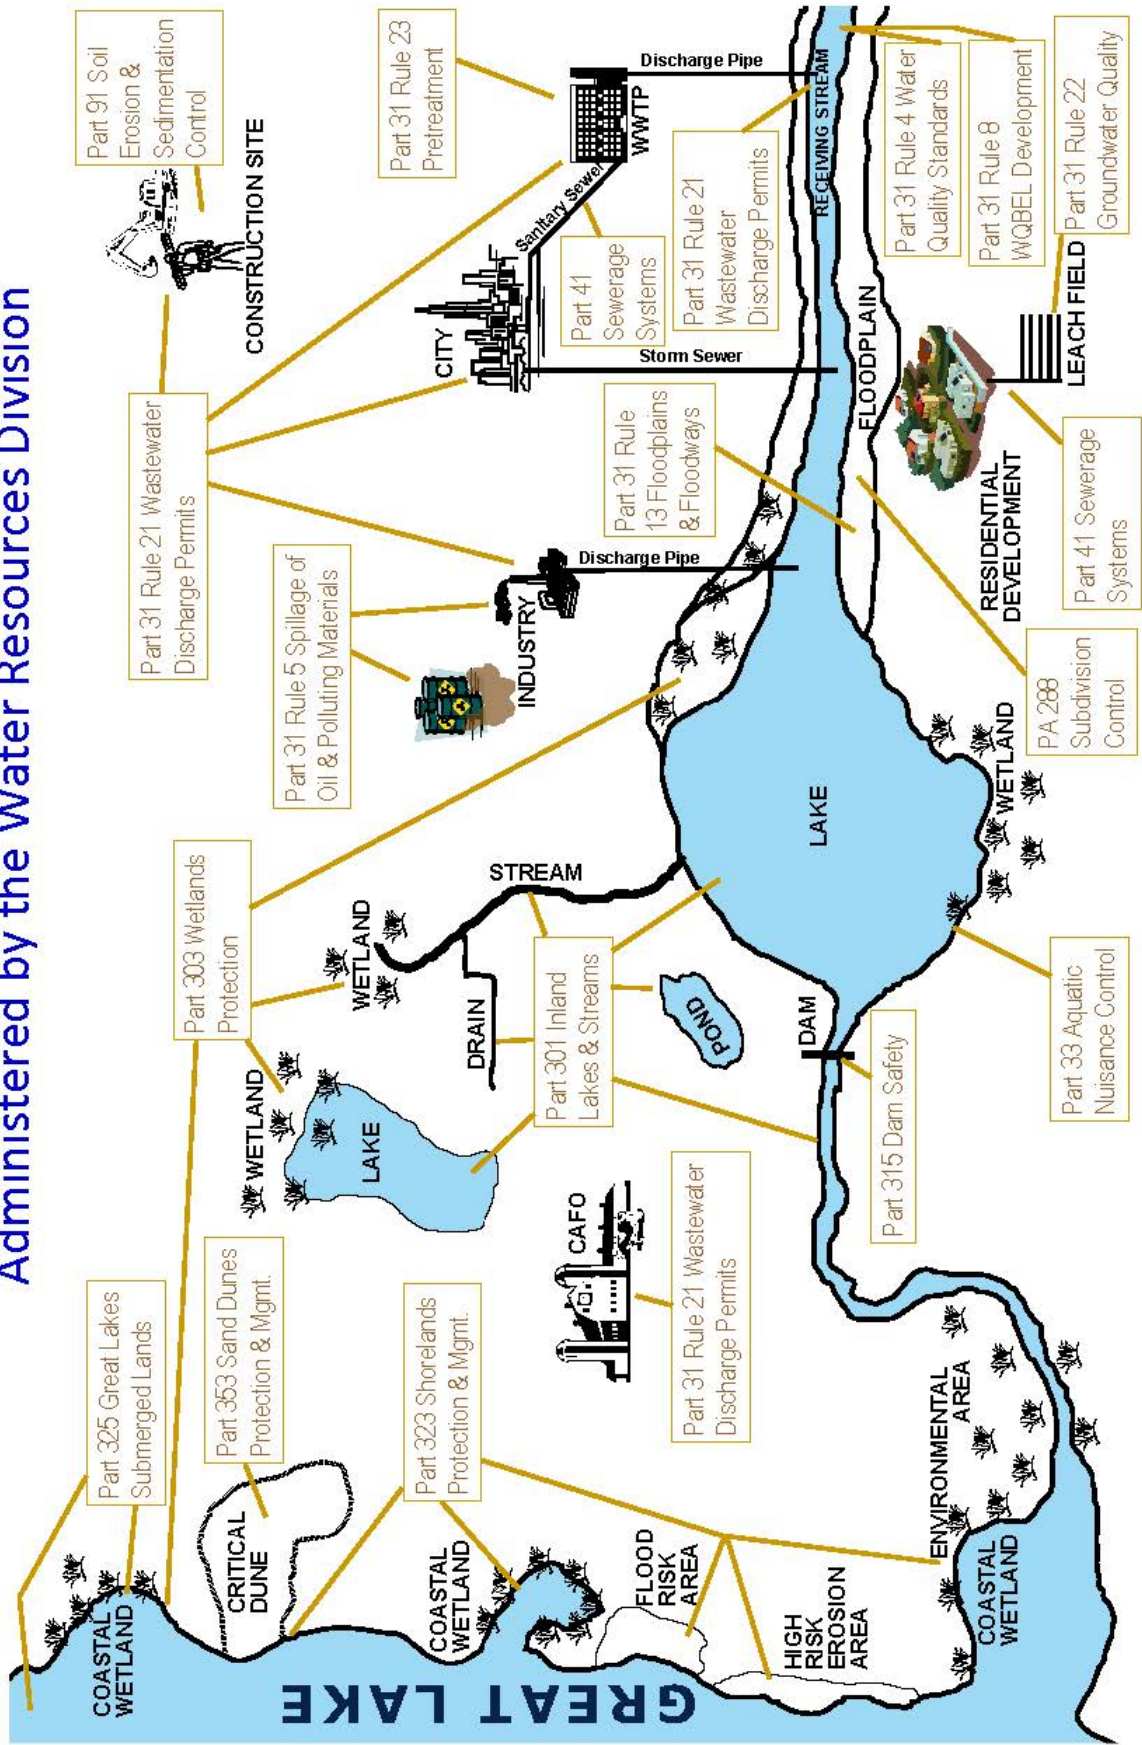 Administered by the Water Resources Division
Part 325 Great Lakes
Submerged Lands
COASTAL
WETLAND
Part 91 Soil
Erosion &
Sedimentation
Control
CONSTRUCTION SITE
Part 31 Rule 21 Wastewater
Discharge Permits
Part 303 Wetlands
Protection
Part 353 Sand Dunes
Protection & Mgmt.
CRITICAL
DUNE
WETLAND
LAKE
WETLAND
Part 31 Rule 5 Spillage of
Oil & Polluting Materials
Part 31 Rule 23
Pretreatment
GREAT LAKE
Part 323 Shorelands
Protection & Mgmt.
COASTAL
WETLAND
DRAIN
STREAM
INDUSTRY
CITY
Sanitary Sewer
WWTP
Discharge Pipe
Storm Sewer
Discharge Pipe
Part 41
Sewerage
Systems
Part 301 Inland
Lakes & Streams
CAFO
Part 31 Rule 21 Wastewater
Discharge Permits
POND
Part 31 Rule
13 Floodplains
& Floodways
Part 31 Rule 21
Wastewater
Discharge Permits
FLOOD
RISK
AREA
HIGH
RISK
EROSION
AREA
DAM
LAKE
RECEIVING STREAM
FLOODPLAIN
Part 315 Dam Safety
Part 31 Rule 4 Water
Quality Standards
ENVIRONMENTAL
AREA
COASTAL
WETLAND
WETLAND
RESIDENTIAL
DEVELOPMENT
Part 31 Rule 8
WQBEL Development
LEACH FIELD
Part 31 Rule 22
Groundwater Quality
Part 33 Aquatic
Nuisance Control
PA 288
Subdivision
Control
Part 41 Sewerage
Systems